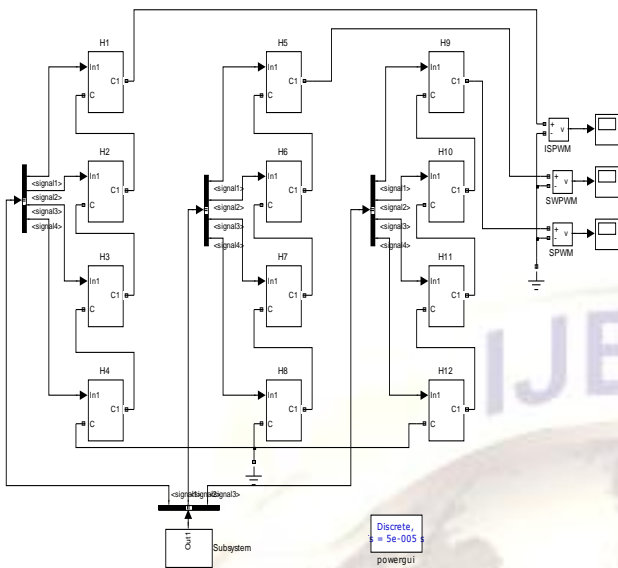 H1
In1
C1
C
H2
In1
C1
C
H3
In1
C1
C
H4
In1
C1
C
<signal1>
<signal2>
<signal3>
<signal4>
H5
In1
C1
C
H6
In1
C1
C
H7
In1
C1
C
H8
In1
C1
C
<signal1>
<signal2>
<signal3>
<signal4>
H9
In1
C1
C
H10
In1
C1
C
H11
In1
C1
C
H12
In1
C1
C
<signal1>
<signal2>
<signal3>
<signal4>
+ v
-
ISPWM
+ v
-
SWPWM
+ v
-
SPWM
<signal1> <signal2> <signal3>
Out1
Subsystem
Discrete,
s = 5e-005 s
powergui